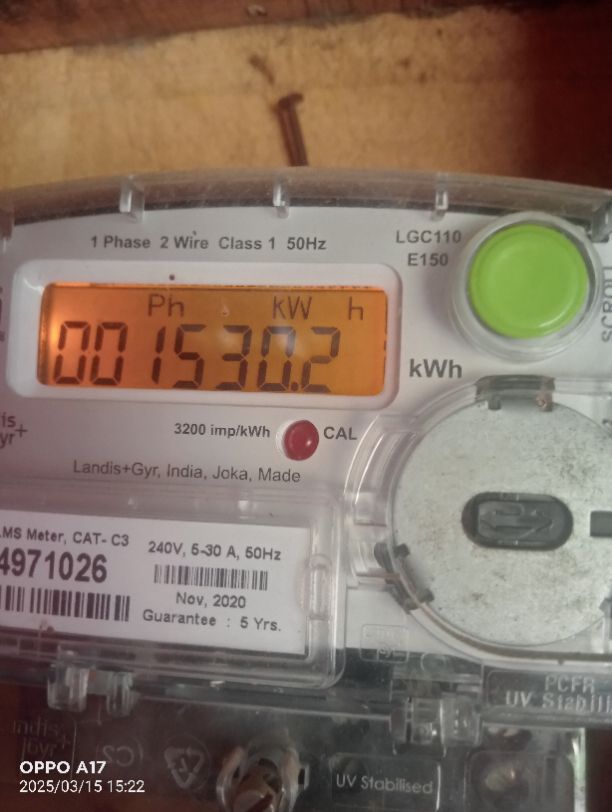 1 Phase 2 Wire Class 1 50Hz
LGC110
E150
Ph kW h
001530.2
kWh
3200 imp/kWh CAL
Landis+Gyr, India, Joka, Made
MS Meter, CAT- C3
4971026
240V, 5-30 A, 50Hz
Nov, 2020
Guarantee : 5 Yrs.
PCFR
UV Stabili
UV Stabilised
OPPO A17
2025/03/15 15:22